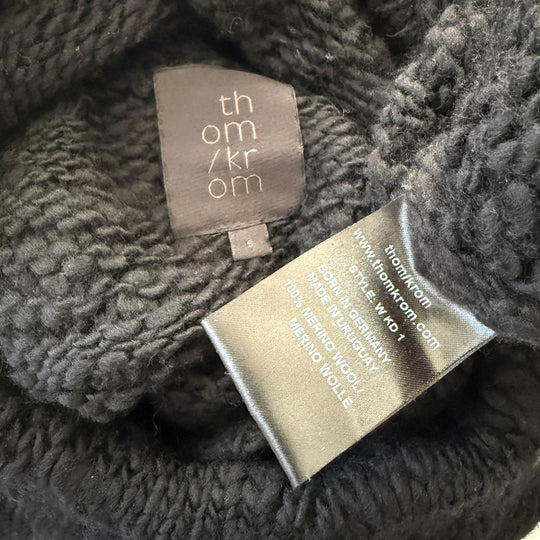 th
om
/kr
om
s
thom/krom
www.thomkrom.com
STYLE: W KD 1
BORN IN GERMANY
MADE IN URUGUAY
100% MERINO WOOL/
MERINO WOLLE